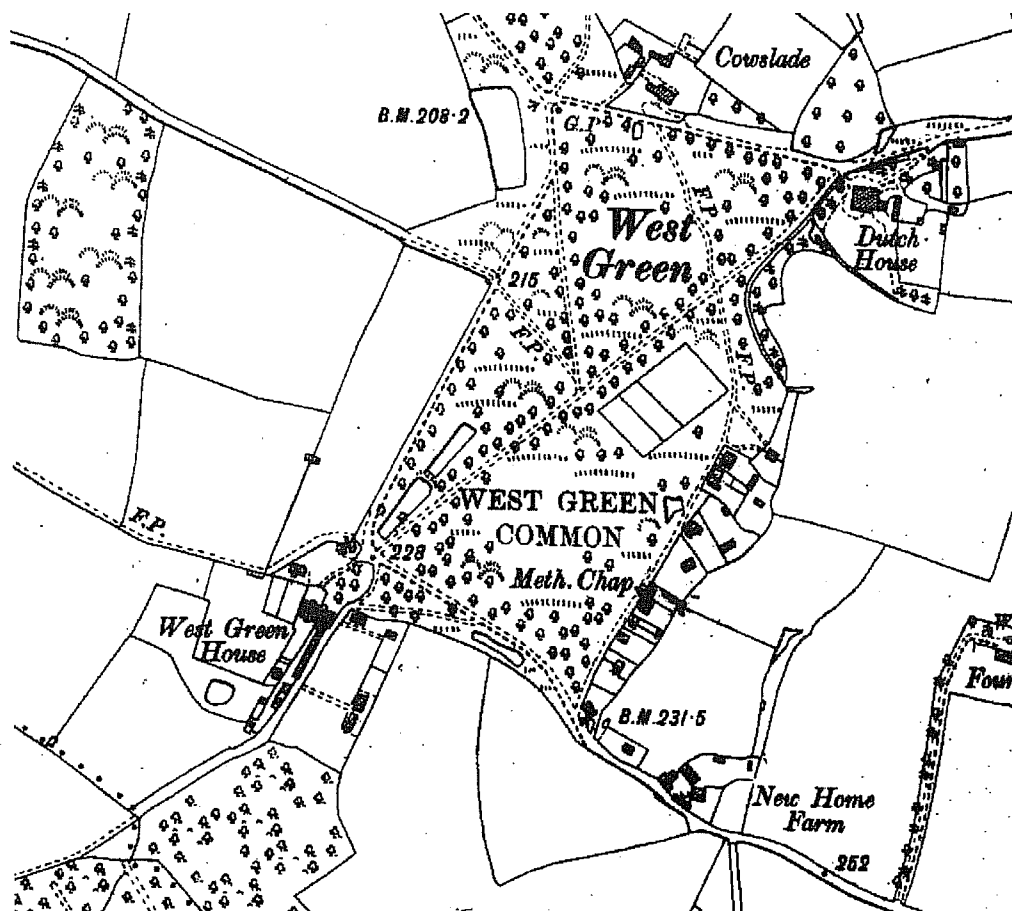 Cowslade
B.M. 208·2
G.P.
F.P.
West
Green
Dutch
House
215
F.P.
F.P.
WEST GREEN
COMMON
F.P.
228
Meth. Chap.
West Green
House
B.M. 231·5
New Home
Farm
252